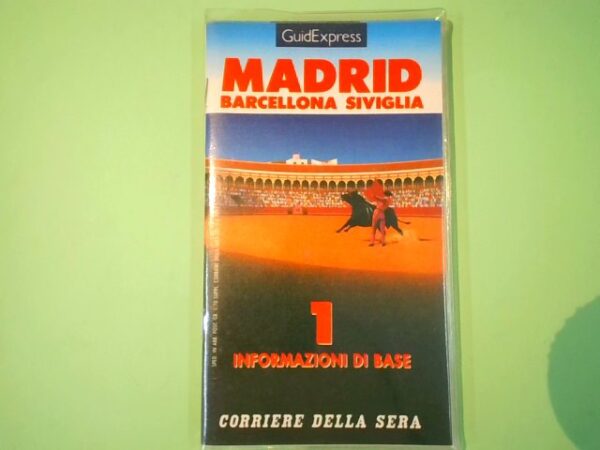 GuidExpress
MADRID
BARCELLONA SIVIGLIA
1
INFORMAZIONI DI BASE
CORRIERE DELLA SERA